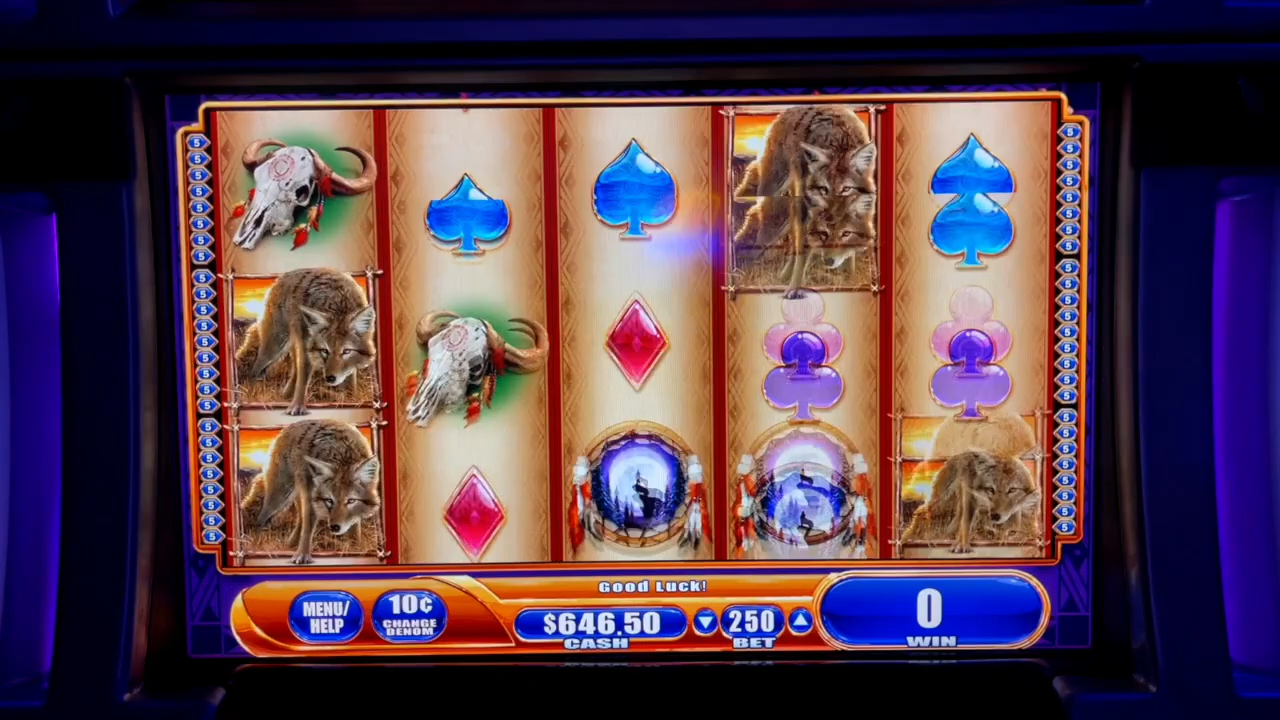 Good Luck!
MENU/
HELP
10¢
CHANGE
DENOM
$646.50
CASH
250
BET
0
WIN